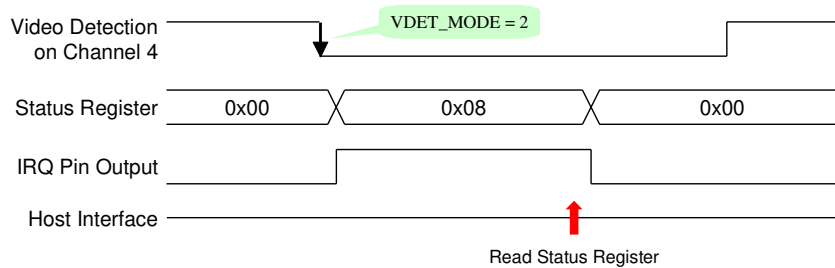 VDET_MODE = 2
Video Detection
on Channel 4
Status Register
0x00
0x08
0x00
IRQ Pin Output
Host Interface
Read Status Register